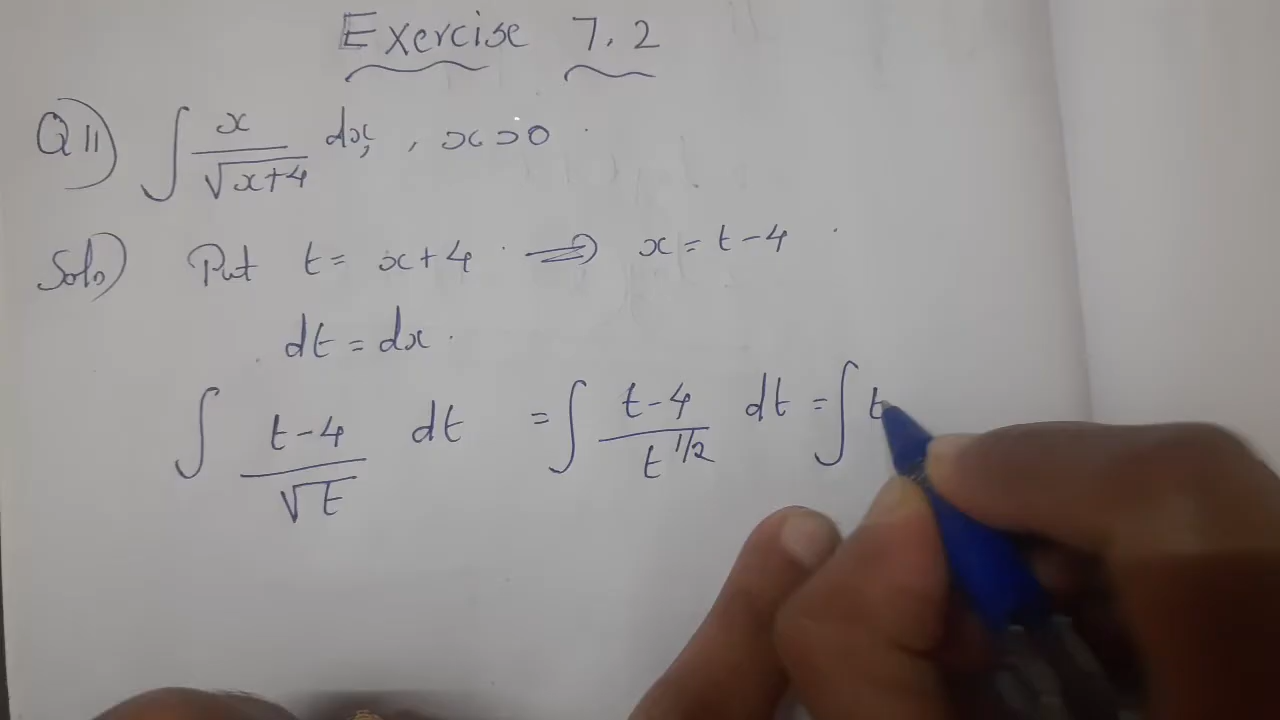 Exercise 7.2
Q11) ∫ x/√(x+4) dx, , x>0
Soln) Put t = x+4 ⟹ x = t-4
dt = dx.
∫ (t-4)/√t dt = ∫ (t-4)/t^(1/2) dt = ∫ t